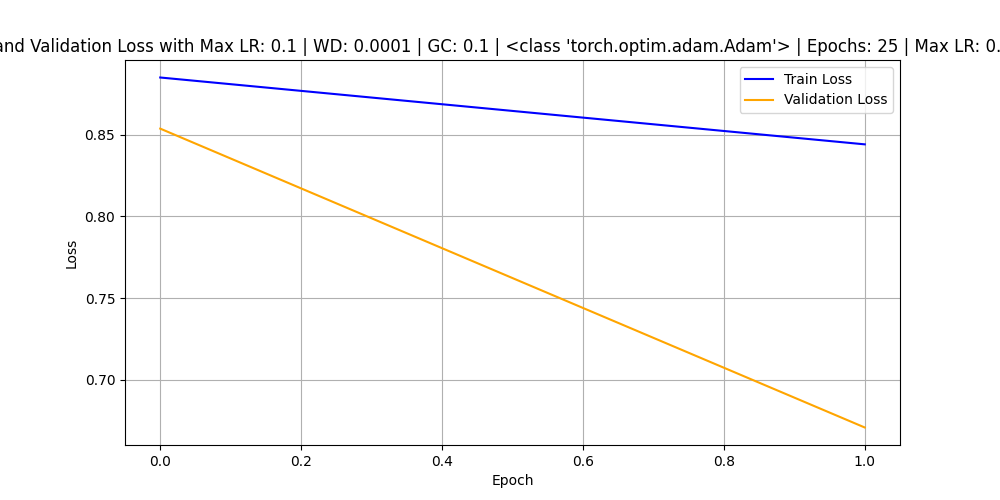 and Validation Loss with Max LR: 0.1 | WD: 0.0001 | GC: 0.1 | <class 'torch.optim.adam.Adam'> | Epochs: 25 | Max LR: 0.
Train Loss
Validation Loss
0.85
0.80
0.75
0.70
Loss
0.0 0.2 0.4 0.6 0.8 1.0
Epoch